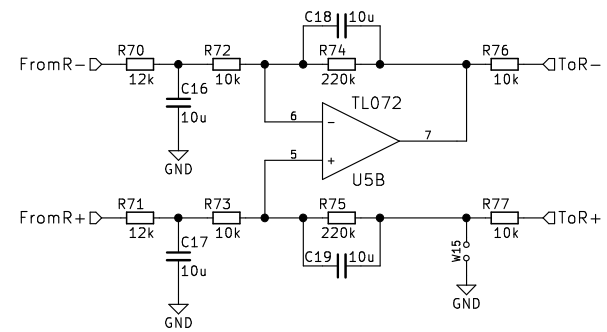 C18 10u
R70 R72 R74 R76
FromR- ToR-
12k 10k 220k 10k
C16
10u
TL072
6 -
7
5 +
GND
U5B
R71 R73 R75 R77
FromR+ ToR+
12k 10k 220k 10k
C17
10u
C19 10u
W15
GND
GND